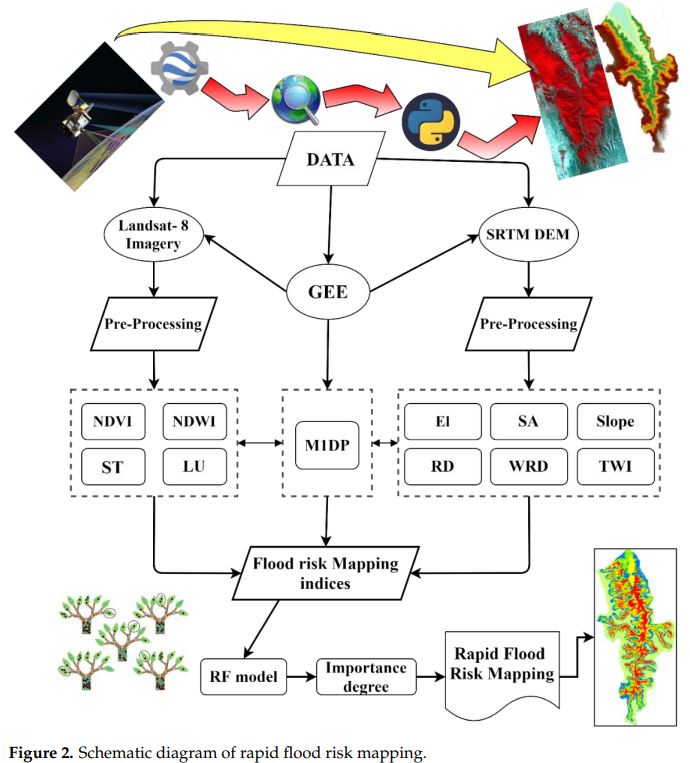 DATA
Landsat- 8
Imagery
SRTM DEM
GEE
Pre-Processing
Pre-Processing
NDVI
NDWI
ST
LU
M1DP
El
SA
Slope
RD
WRD
TWI
Flood risk Mapping
indices
RF model
Importance
degree
Rapid Flood
Risk Mapping
Figure 2. Schematic diagram of rapid flood risk mapping.